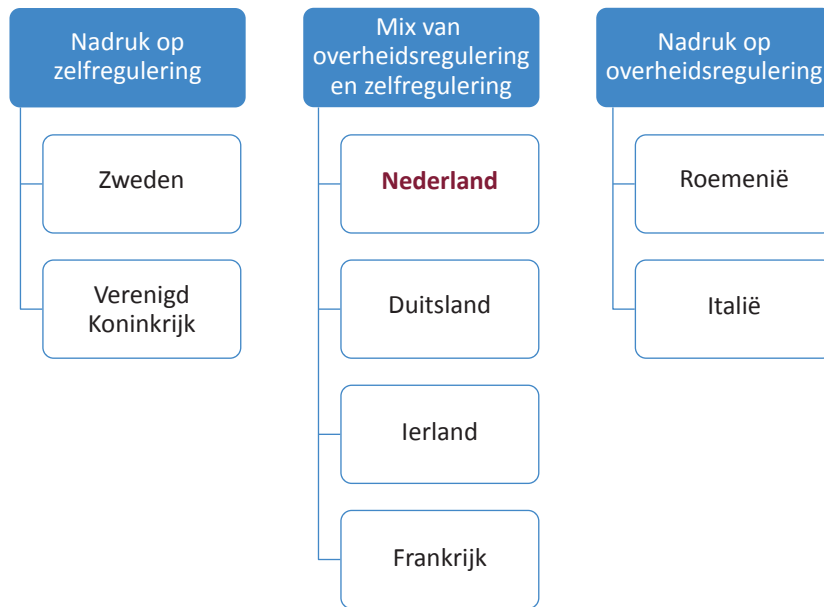 Nadruk op
zelfregulering
Zweden
Verenigd
Koninkrijk
Mix van
overheidsregulering
en zelfregulering
Nederland
Duitsland
Ierland
Frankrijk
Nadruk op
overheidsregulering
Roemenië
Italië